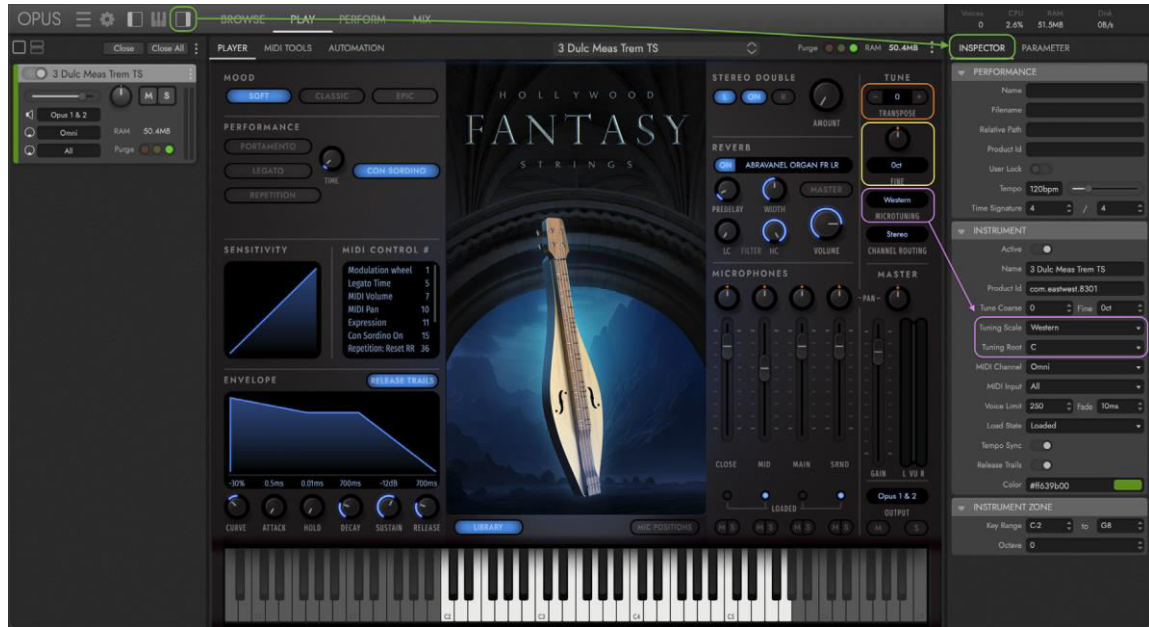 OPUS
BROWSE PLAY PERFORM MIX
Voices CPU RAM Disk
0 2.6% 51.5MB 0B/s
Close Close All
PLAYER MIDI TOOLS AUTOMATION
3 Dulc Meas Trem TS
Purge RAM 50.4MB
INSPECTOR PARAMETER
3 Dulc Meas Trem TS
M S
Opus 1 & 2
Omni RAM 50.4MB
All Purge
MOOD
SOFT CLASSIC EPIC
PERFORMANCE
PORTAMENTO
LEGATO
TIME
CON SORDINO
REPETITION
SENSITIVITY
MIDI CONTROL #
Modulation wheel 1
Legato Time 5
MIDI Volume 7
MIDI Pan 10
Expression 11
Con Sordino On 15
Repetition: Reset RR 36
ENVELOPE
RELEASE TRAILS
-30% 0.5ms 0.01ms 700ms -12dB 700ms
CURVE ATTACK HOLD DECAY SUSTAIN RELEASE
HOLLYWOOD
FANTASY
STRINGS
LIBRARY
MIC POSITIONS
STEREO DOUBLE
L ON R
AMOUNT
REVERB
ON ABRAVANEL ORGAN FR LR
MASTER
PREDELAY WIDTH
LC FILTER HC VOLUME
MICROPHONES
CLOSE MID MAIN SRND
LOADED
M S M S M S M S
TUNE
- 0 +
TRANSPOSE
0ct
FINE
Western
MICROTUNING
Stereo
CHANNEL ROUTING
MASTER
-PAN-
GAIN L VU R
Opus 1 & 2
OUTPUT
M S
C2 C3 C4 C5
PERFORMANCE
Name
Filename
Relative Path
Product Id
User Lock
Tempo 120bpm
Time Signature 4 / 4
INSTRUMENT
Active
Name 3 Dulc Meas Trem TS
Product Id com.eastwest.8301
Tune Coarse 0 Fine 0ct
Tuning Scale Western
Tuning Root C
MIDI Channel Omni
MIDI Input All
Voice Limit 250 Fade 10ms
Load State Loaded
Tempo Sync
Release Trails
Color #ff639b00
INSTRUMENT ZONE
Key Range C-2 to G8
Octave 0